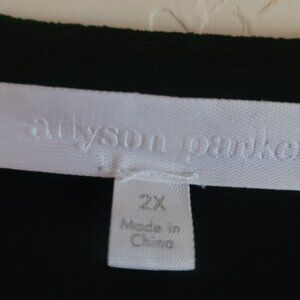 adyson parker
2X
Made in
China